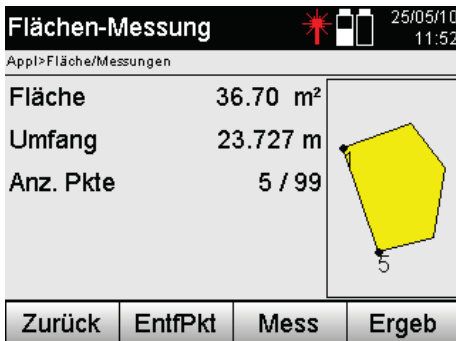 Flächen-Messung 25/05/10
11:52
Appl>Fläche/Messungen
Fläche 36.70 m²
Umfang 23.727 m
Anz. Pkte 5 / 99
1
5
Zurück EntfPkt Mess Ergeb